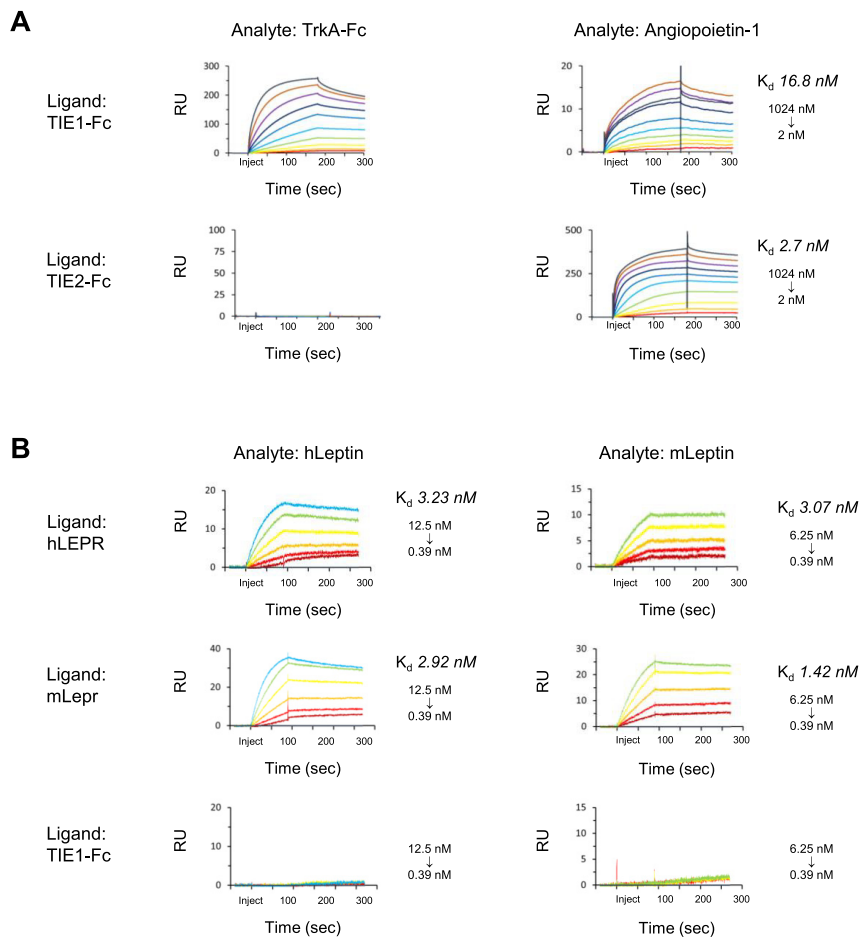 A
Analyte: TrkA-Fc
Analyte: Angiopoietin-1
Ligand:
TIE1-Fc
RU
300
200
100
0
Inject 100 200 300
Time (sec)
RU
20
10
0
Inject 100 200 300
Time (sec)
Kd 16.8 nM
1024 nM
↓
2 nM
Ligand:
TIE2-Fc
RU
100
75
50
25
0
Inject 100 200 300
Time (sec)
RU
500
250
0
Inject 100 200 300
Time (sec)
Kd 2.7 nM
1024 nM
↓
2 nM
B
Analyte: hLeptin
Analyte: mLeptin
Ligand:
hLEPR
RU
20
10
0
Inject 100 200 300
Time (sec)
Kd 3.23 nM
12.5 nM
↓
0.39 nM
RU
15
10
5
0
Inject 100 200 300
Time (sec)
Kd 3.07 nM
6.25 nM
↓
0.39 nM
Ligand:
mLepr
RU
40
20
0
Inject 100 200 300
Time (sec)
Kd 2.92 nM
12.5 nM
↓
0.39 nM
RU
30
20
10
0
Inject 100 200 300
Time (sec)
Kd 1.42 nM
6.25 nM
↓
0.39 nM
Ligand:
TIE1-Fc
RU
20
10
0
Inject 100 200 300
Time (sec)
12.5 nM
↓
0.39 nM
RU
15
10
5
0
Inject 100 200 300
Time (sec)
6.25 nM
↓
0.39 nM